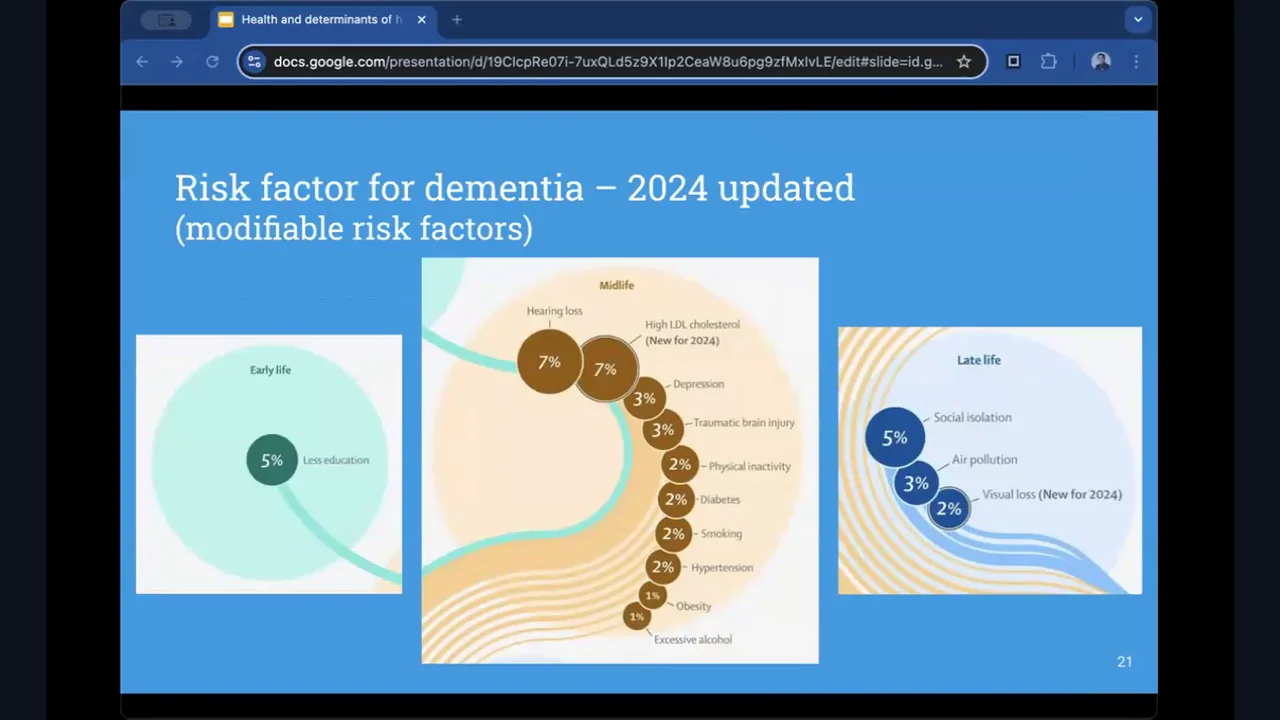 Health and determinants of h
docs.google.com/presentation/d/19ClcpRe07i-7uxQLd5z9X1lp2CeaW8u6pg9zfMxlvLE/edit#slide=id.g...
Risk factor for dementia – 2024 updated
(modifiable risk factors)
Early life
5%
Less education
Midlife
Hearing loss
7%
High LDL cholesterol
(New for 2024)
7%
3%
Depression
3%
Traumatic brain injury
2%
Physical inactivity
2%
Diabetes
2%
Smoking
2%
Hypertension
1%
Obesity
1%
Excessive alcohol
Late life
5%
Social isolation
3%
Air pollution
2%
Visual loss (New for 2024)
21